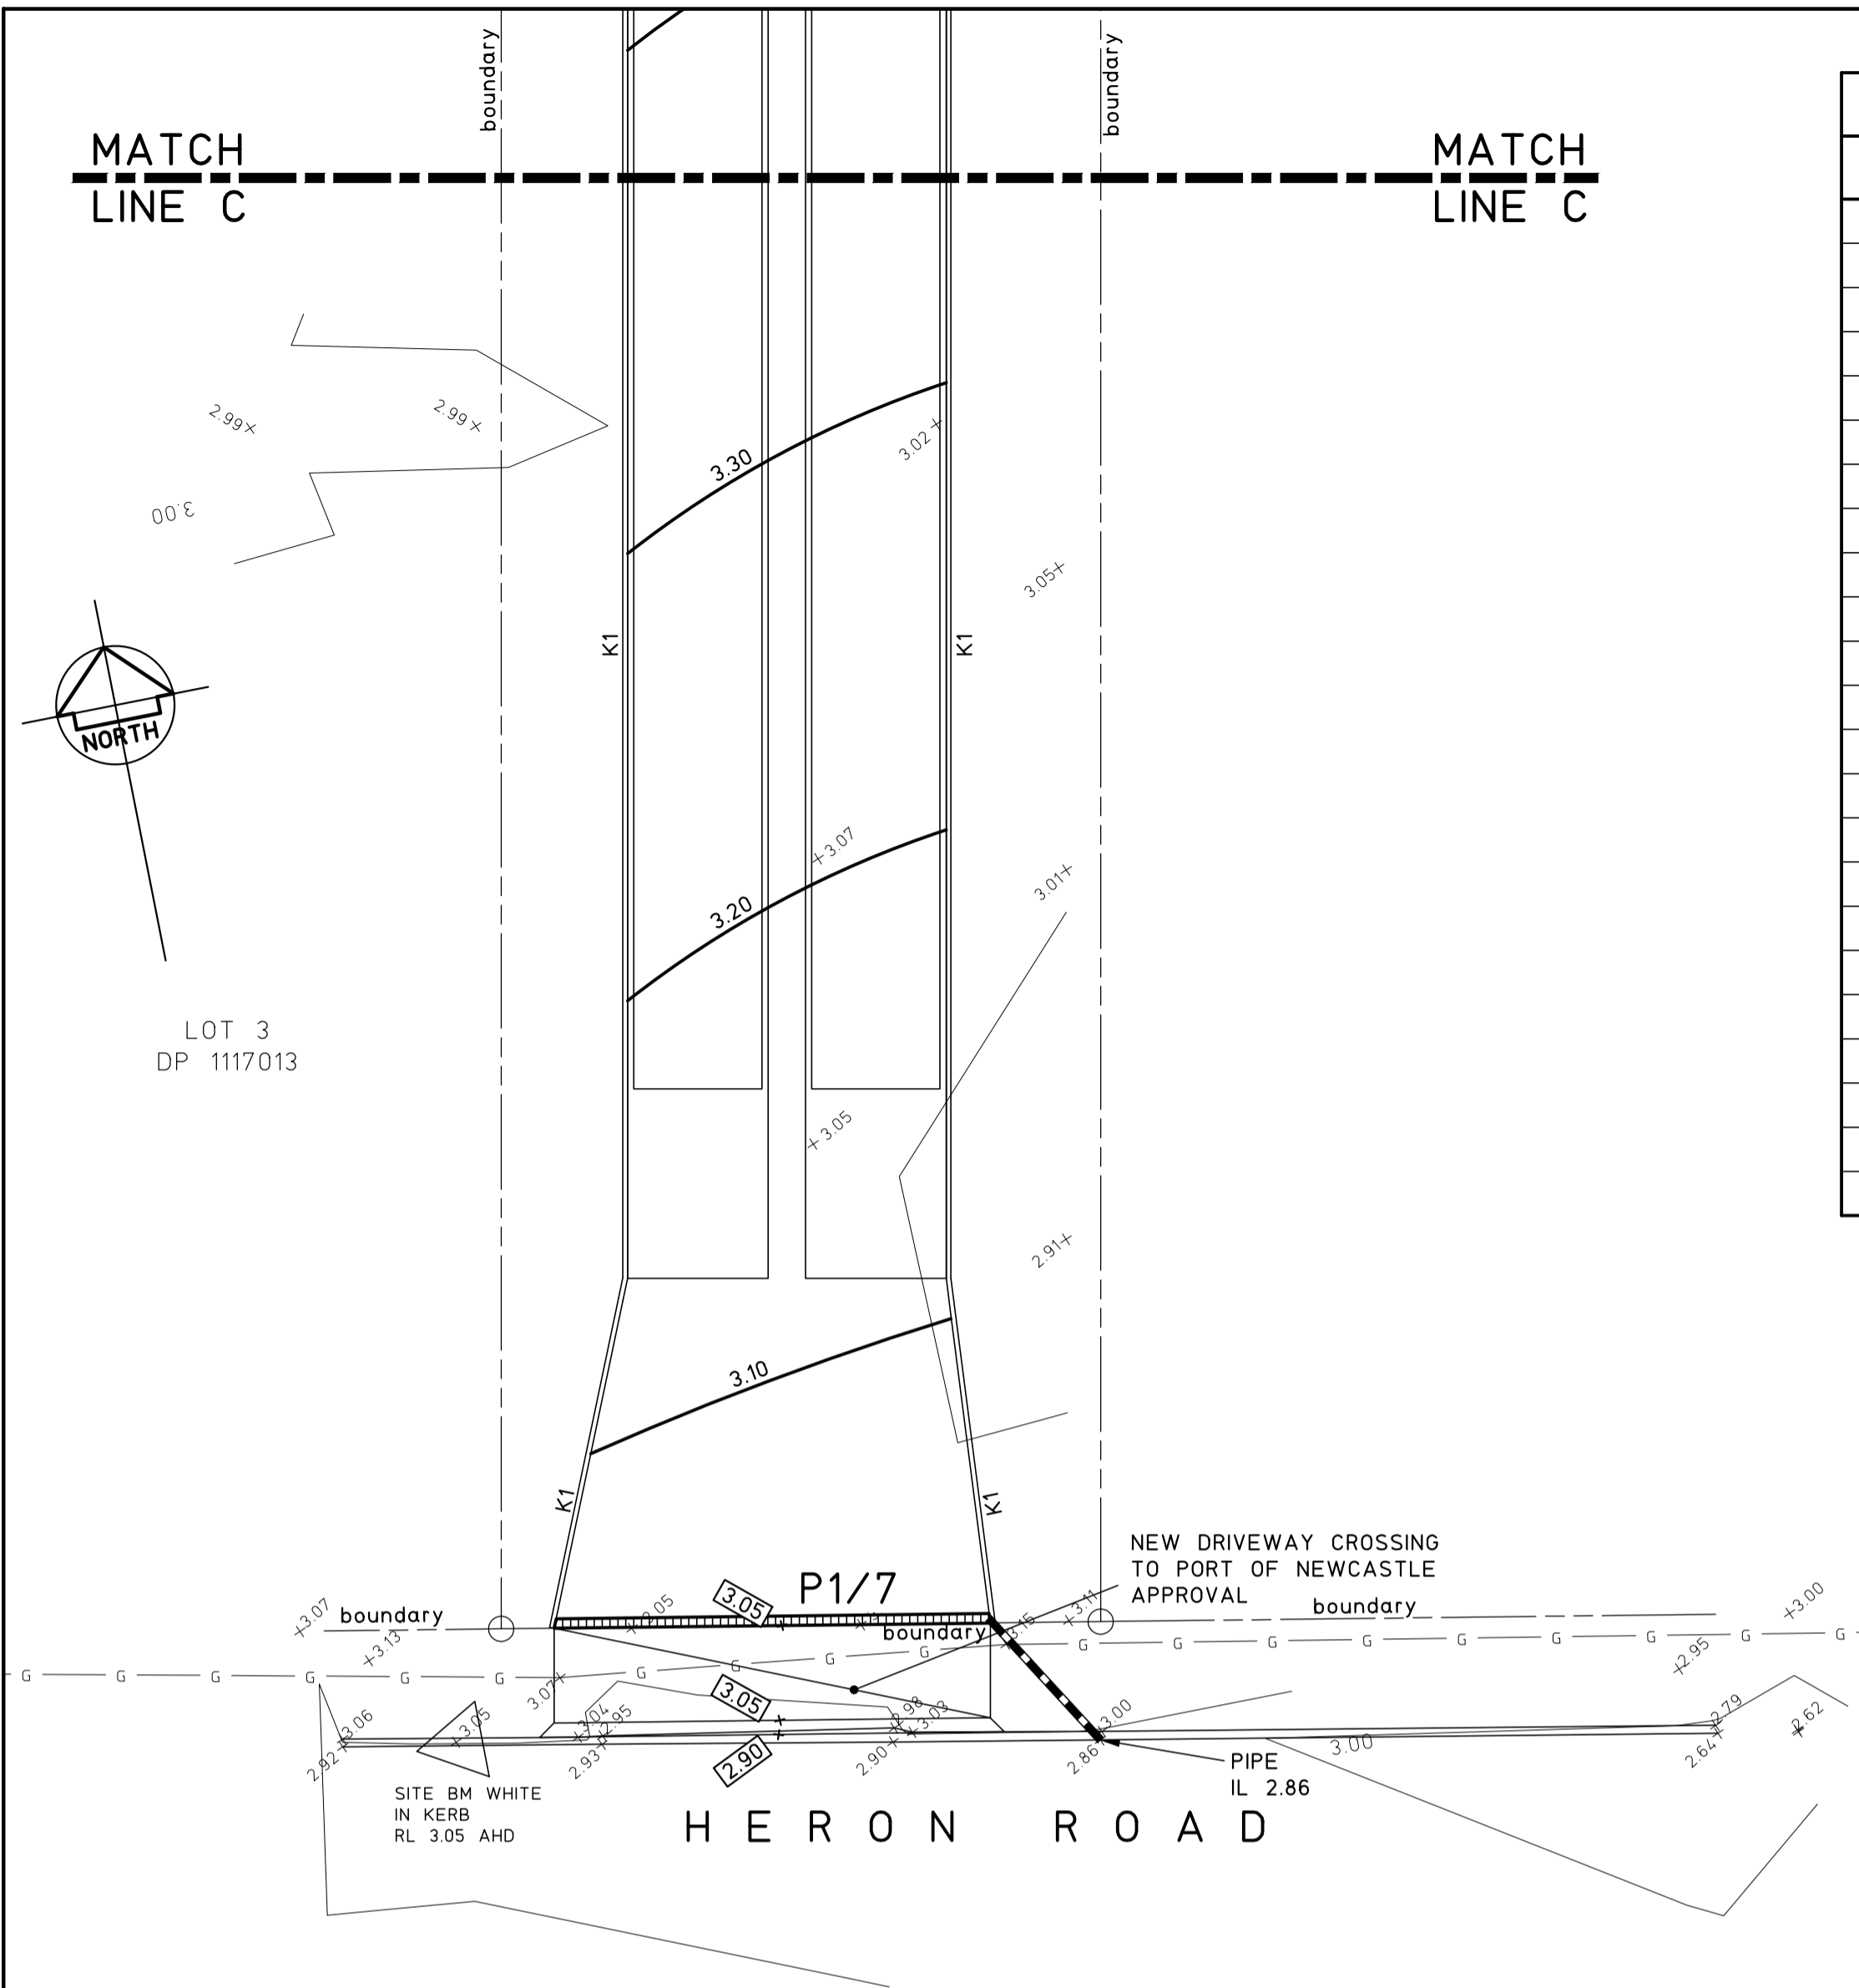 boundary
boundary
MATCH
LINE C
MATCH
LINE C
2.99
2.99
3.30
3.02
3.00
3.05
K1
K1
NORTH
3.07
3.01
3.20
LOT 3
DP 1117013
3.05
2.91
3.10
K1
K1
NEW DRIVEWAY CROSSING
TO PORT OF NEWCASTLE
APPROVAL
P1/7
3.05
3.05
3.11
3.07
boundary
boundary
3.00
3.13
boundary
3.15
2.95
G G G G G G G G G G G G G G G G G G G G
3.07
3.05
3.06
3.05
3.04
2.95
2.98
3.03
3.00
2.79
2.62
2.92
2.93
2.90
2.90
2.86
3.00
2.64
PIPE
IL 2.86
SITE BM WHITE
IN KERB
RL 3.05 AHD
HERON ROAD